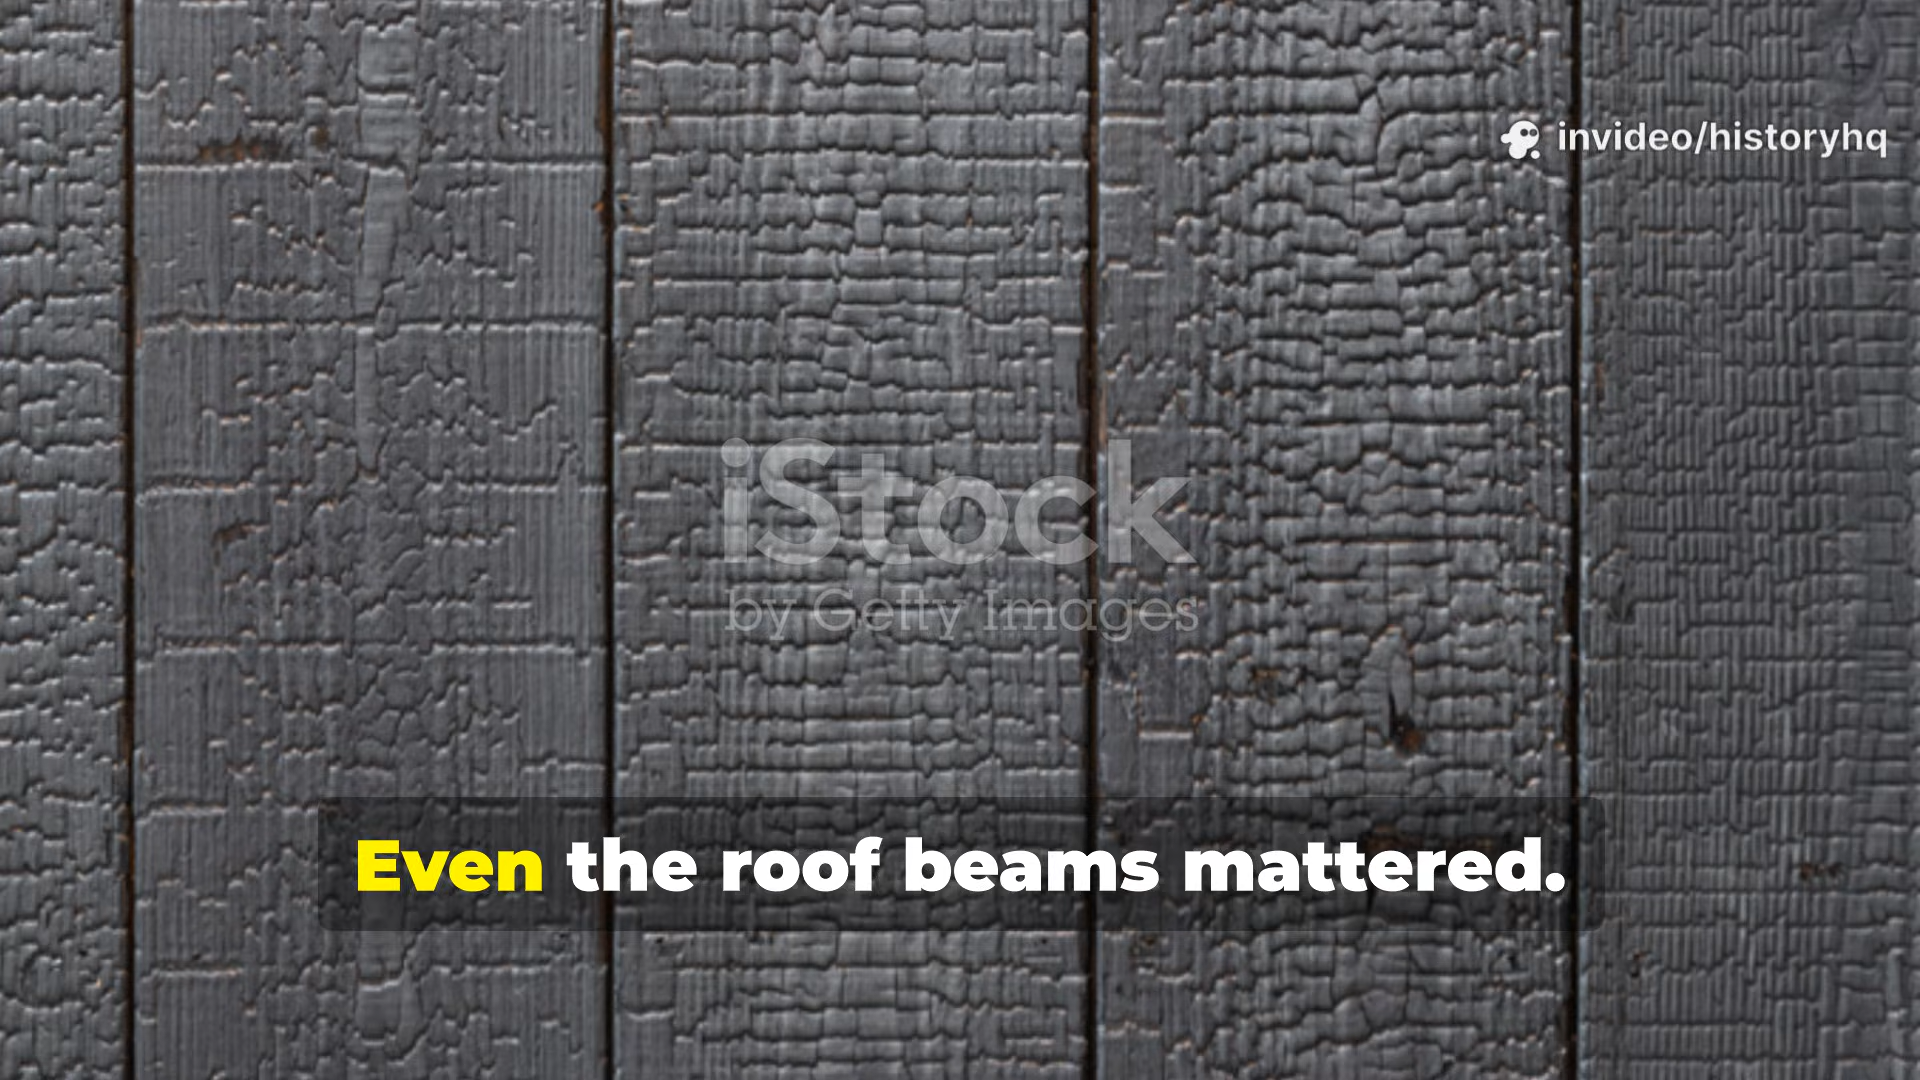 invideo/historyhq
iStock
by Getty Images
Even the roof beams mattered.